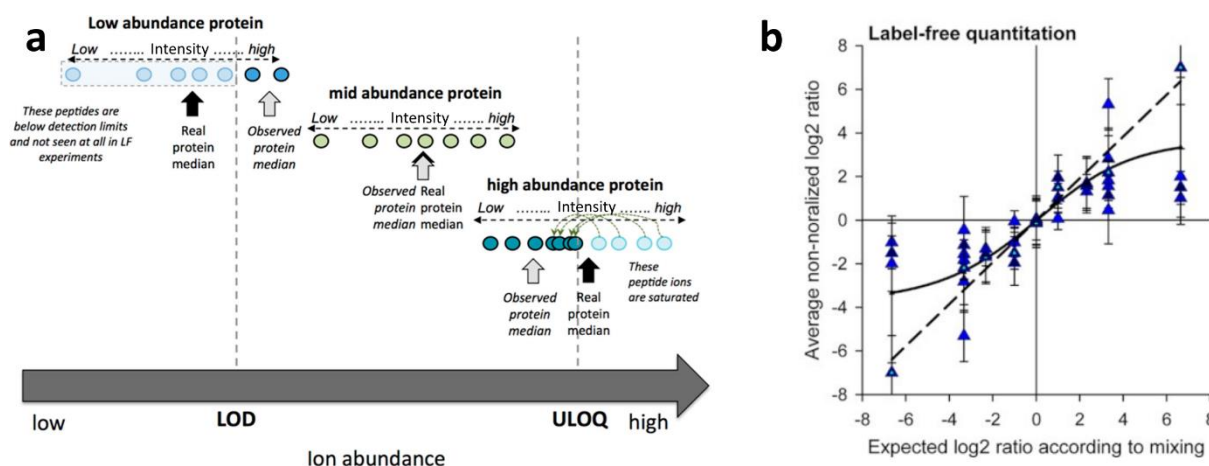 a
Low abundance protein
Low ........ Intensity ....... high
These peptides are
below detection limits
and not seen at all in LF
experiments
Real
protein
median
Observed
protein
median
mid abundance protein
Low ........ Intensity ....... high
Observed Real
protein protein
median median
high abundance protein
Low ........ Intensity ....... high
Observed
protein
median
Real
protein
median
These
peptide ions
are saturated
low
LOD
ULOQ
high
Ion abundance
b
Label-free quantitation
Average non-noralized log2 ratio
8
6
4
2
0
-2
-4
-6
-8
-8 -6 -4 -2 0 2 4 6 8
Expected log2 ratio according to mixing